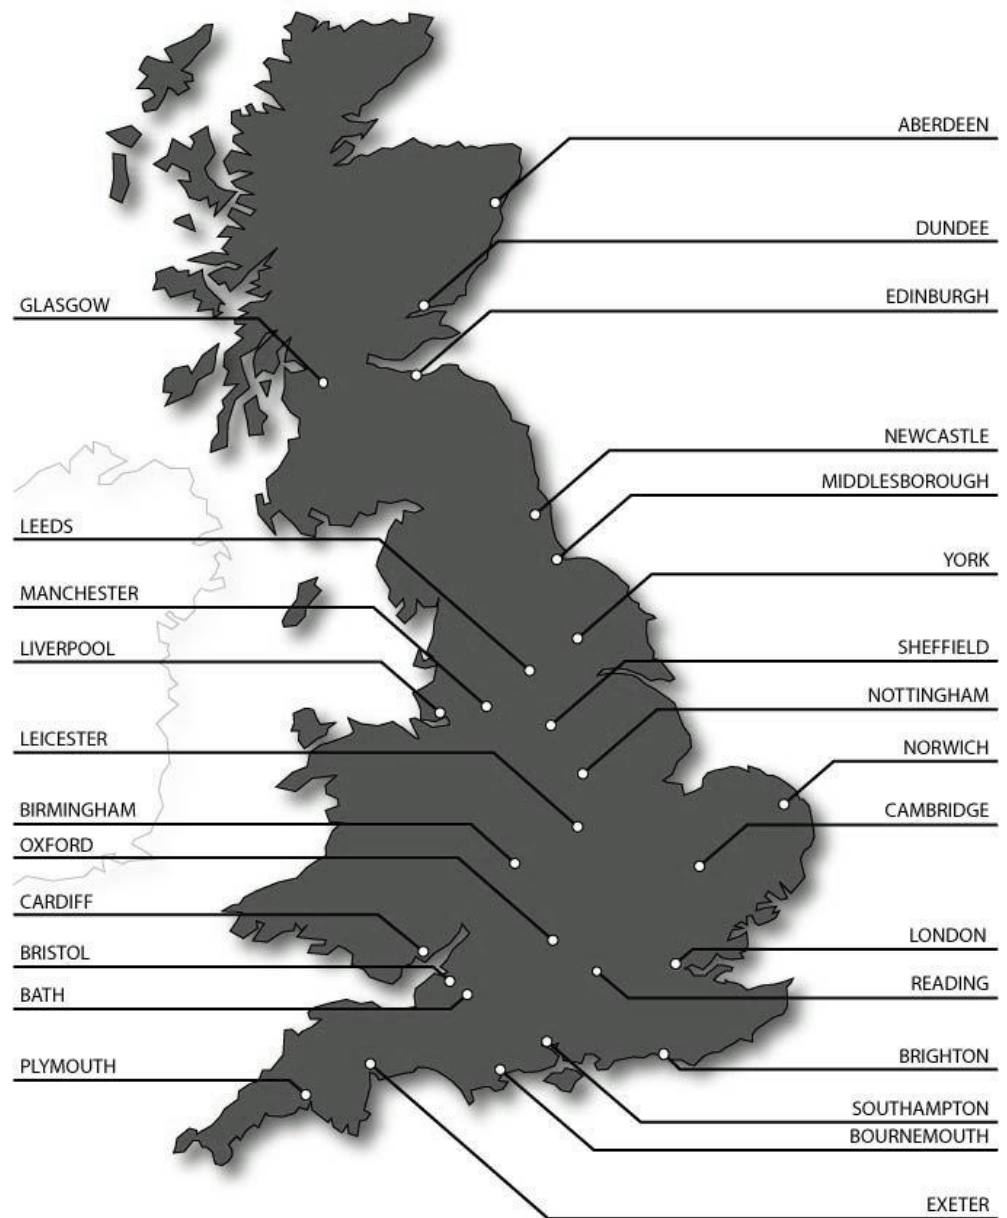 ABERDEEN
DUNDEE
EDINBURGH
GLASGOW
NEWCASTLE
MIDDLESBOROUGH
LEEDS
YORK
MANCHESTER
LIVERPOOL
SHEFFIELD
NOTTINGHAM
LEICESTER
NORWICH
BIRMINGHAM
CAMBRIDGE
OXFORD
CARDIFF
LONDON
BRISTOL
READING
BATH
BRIGHTON
PLYMOUTH
SOUTHAMPTON
BOURNEMOUTH
EXETER